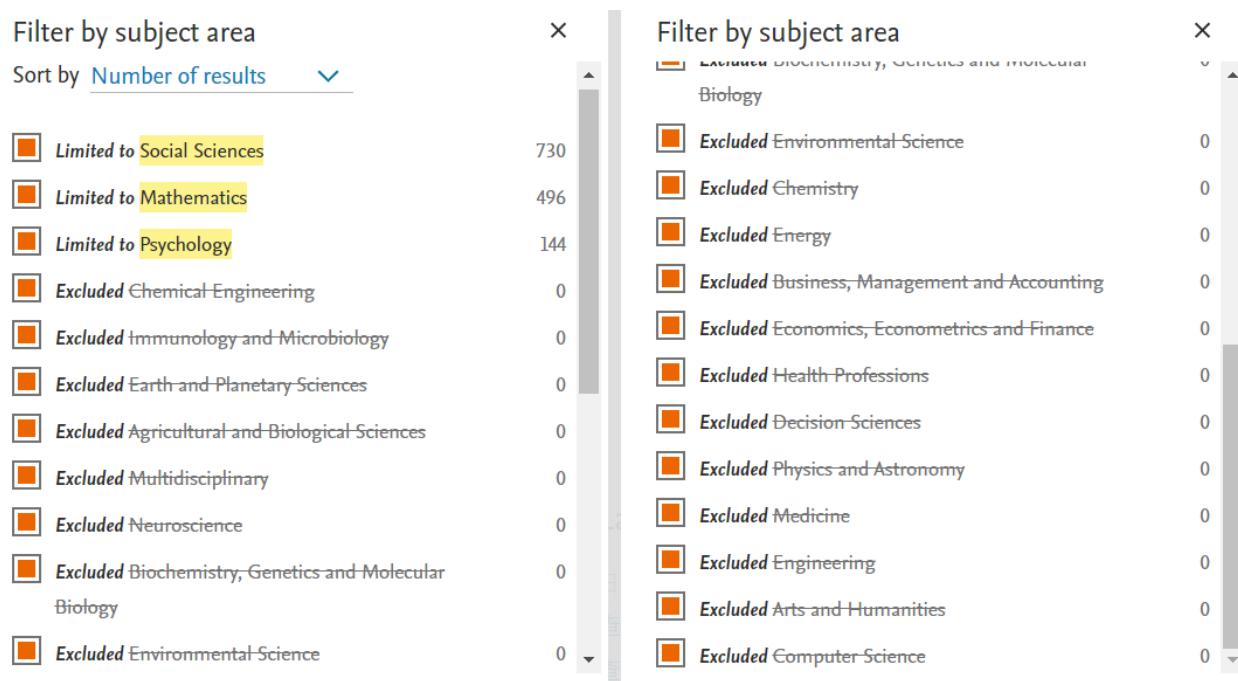 Filter by subject area
Sort by Number of results
Limited to Social Sciences 730
Limited to Mathematics 496
Limited to Psychology 144
Excluded Chemical Engineering 0
Excluded Immunology and Microbiology 0
Excluded Earth and Planetary Sciences 0
Excluded Agricultural and Biological Sciences 0
Excluded Multidisciplinary 0
Excluded Neuroscience 0
Excluded Biochemistry, Genetics and Molecular 0
Biology
Excluded Environmental Science 0
Filter by subject area
Excluded Biochemistry, Genetics and Molecular 0
Biology
Excluded Environmental Science 0
Excluded Chemistry 0
Excluded Energy 0
Excluded Business, Management and Accounting 0
Excluded Economics, Econometrics and Finance 0
Excluded Health Professions 0
Excluded Decision Sciences 0
Excluded Physics and Astronomy 0
Excluded Medicine 0
Excluded Engineering 0
Excluded Arts and Humanities 0
Excluded Computer Science 0